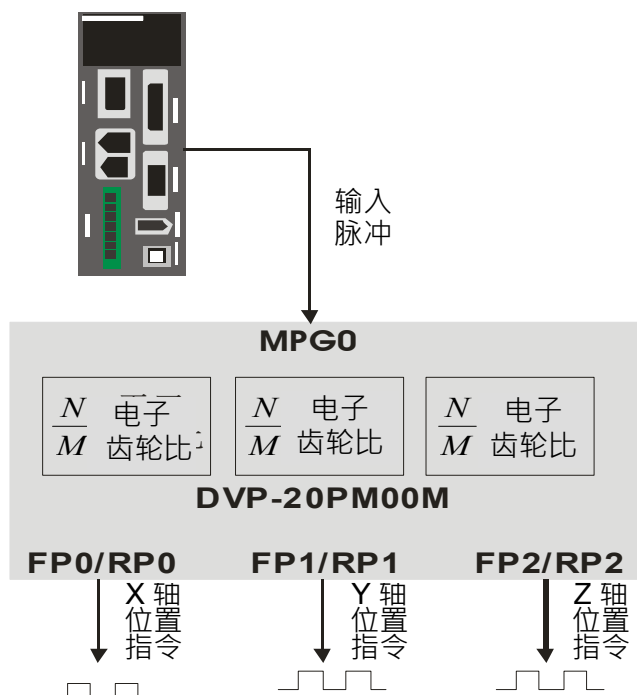 输入
脉冲
MPG0
N 电子
M 齿轮比
N 电子
M 齿轮比
N 电子
M 齿轮比
DVP-20PM00M
FP0/RP0 FP1/RP1 FP2/RP2
X 轴
位置
指令
Y 轴
位置
指令
Z 轴
位置
指令